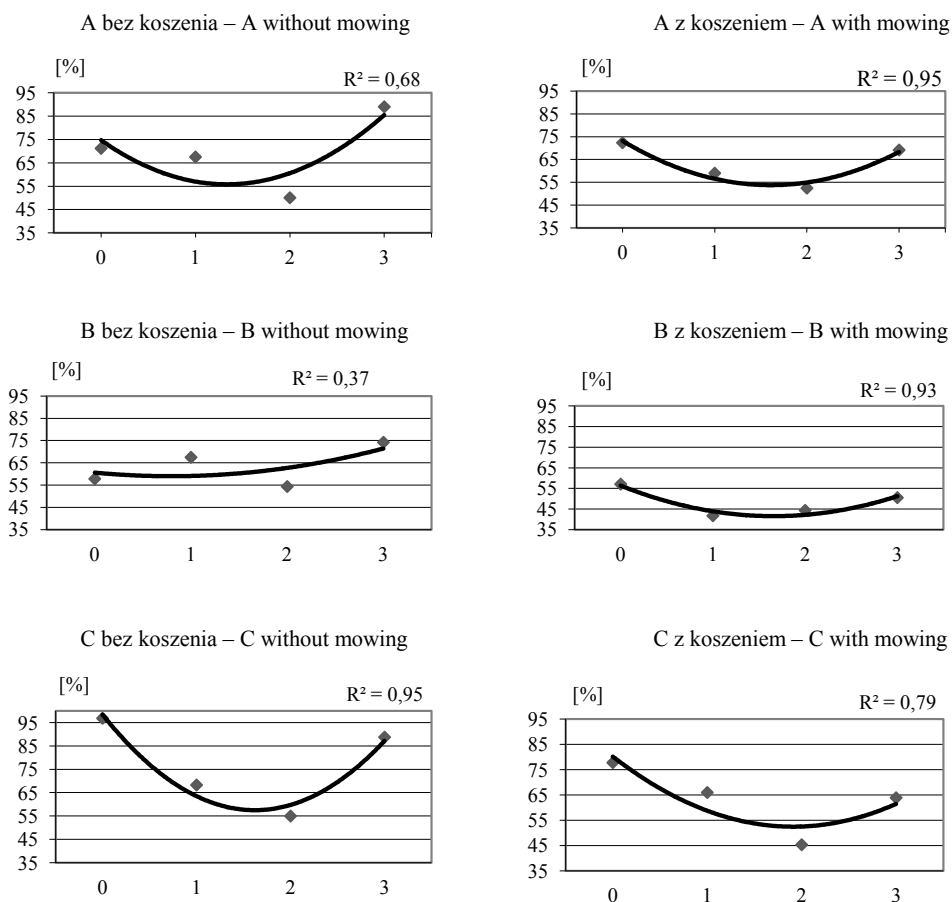 A bez koszenia – A without mowing
[%]
R² = 0,68
95
85
75
65
55
45
35
0 1 2 3
A z koszeniem – A with mowing
[%]
R² = 0,95
95
85
75
65
55
45
35
0 1 2 3
B bez koszenia – B without mowing
[%]
R² = 0,37
95
85
75
65
55
45
35
0 1 2 3
B z koszeniem – B with mowing
[%]
R² = 0,93
95
85
75
65
55
45
35
0 1 2 3
C bez koszenia – C without mowing
[%]
R² = 0,95
95
85
75
65
55
45
35
0 1 2 3
C z koszeniem – C with mowing
[%]
R² = 0,79
95
85
75
65
55
45
35
0 1 2 3